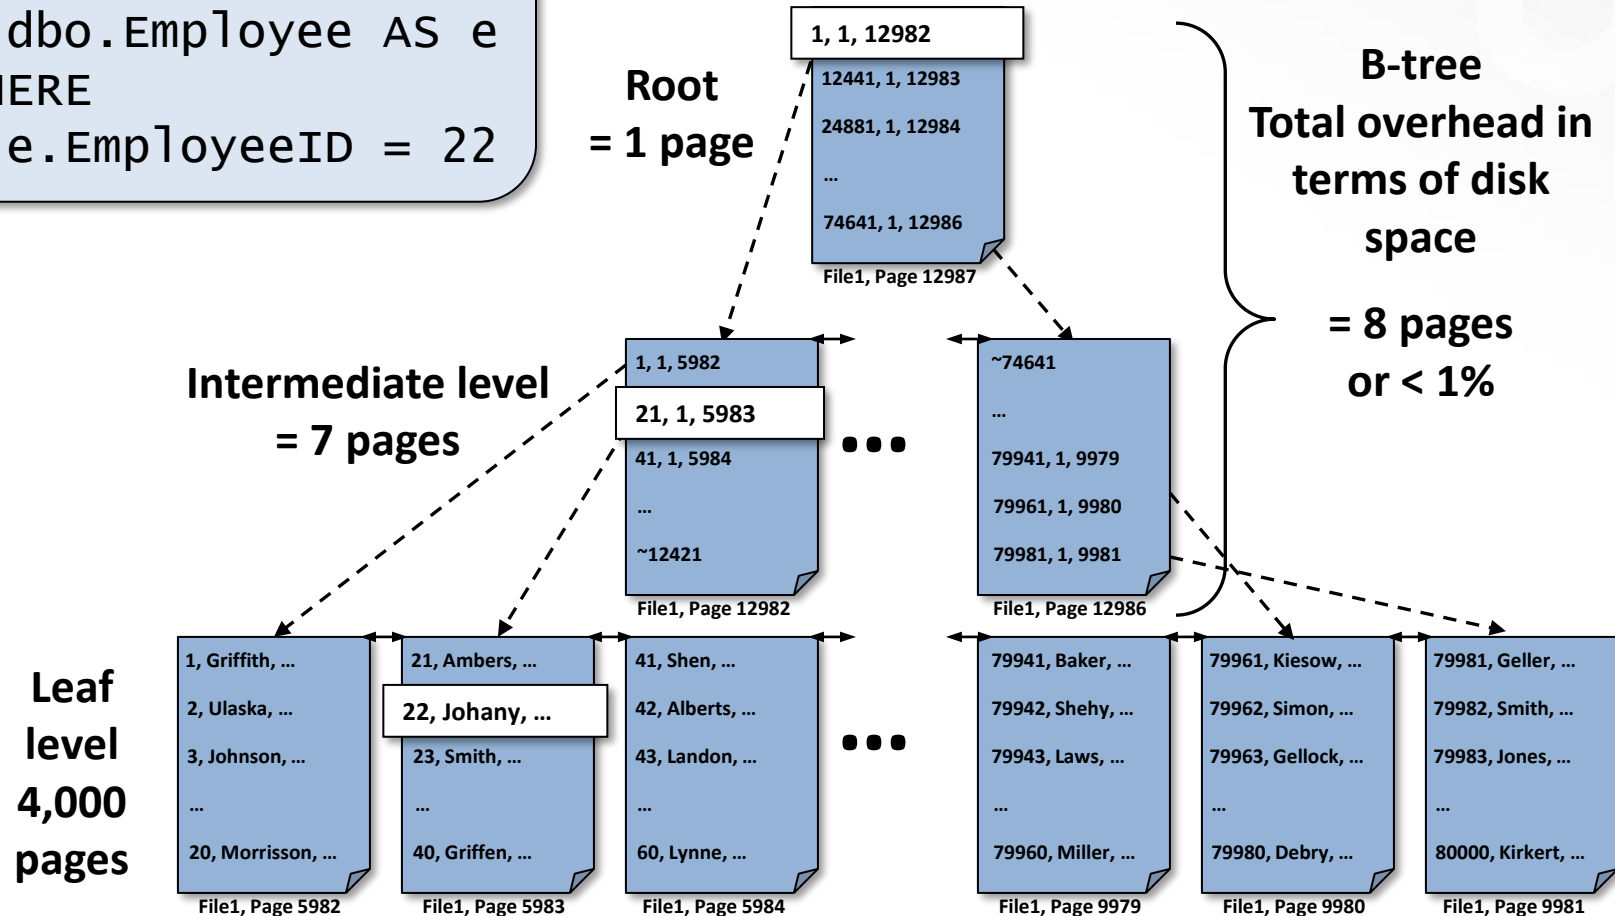 dbo.Employee AS e
HERE
e.EmployeeID = 22
Root
= 1 page
1, 1, 12982
12441, 1, 12983
24881, 1, 12984
...
74641, 1, 12986
File1, Page 12987
B-tree
Total overhead in
terms of disk
space
= 8 pages
or < 1%
Intermediate level
= 7 pages
1, 1, 5982
21, 1, 5983
41, 1, 5984
...
~12421
File1, Page 12982
...
~74641
...
79941, 1, 9979
79961, 1, 9980
79981, 1, 9981
File1, Page 12986
Leaf
level
4,000
pages
1, Griffith, ...
2, Ulaska, ...
3, Johnson, ...
...
20, Morrisson, ...
File1, Page 5982
21, Ambers, ...
22, Johany, ...
23, Smith, ...
...
40, Griffen, ...
File1, Page 5983
41, Shen, ...
42, Alberts, ...
43, Landon, ...
...
60, Lynne, ...
File1, Page 5984
...
79941, Baker, ...
79942, Shehy, ...
79943, Laws, ...
...
79960, Miller, ...
File1, Page 9979
79961, Kiesow, ...
79962, Simon, ...
79963, Gellock, ...
...
79980, Debry, ...
File1, Page 9980
79981, Geller, ...
79982, Smith, ...
79983, Jones, ...
...
80000, Kirkert, ...
File1, Page 9981